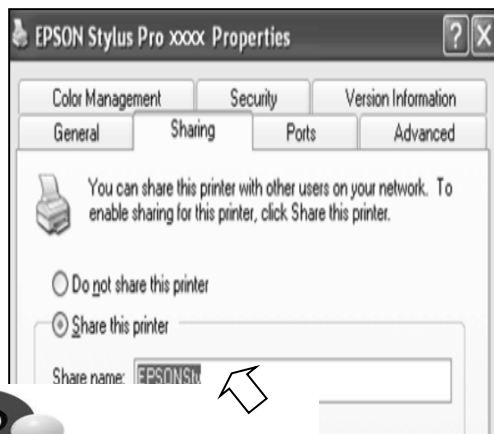 EPSON Stylus Pro xxxx Properties
Color Management Security Version Information
General Sharing Ports Advanced
You can share this printer with other users on your network. To
enable sharing for this printer, click Share this printer.
Do not share this printer
Share this printer
Share name: EPSONSty